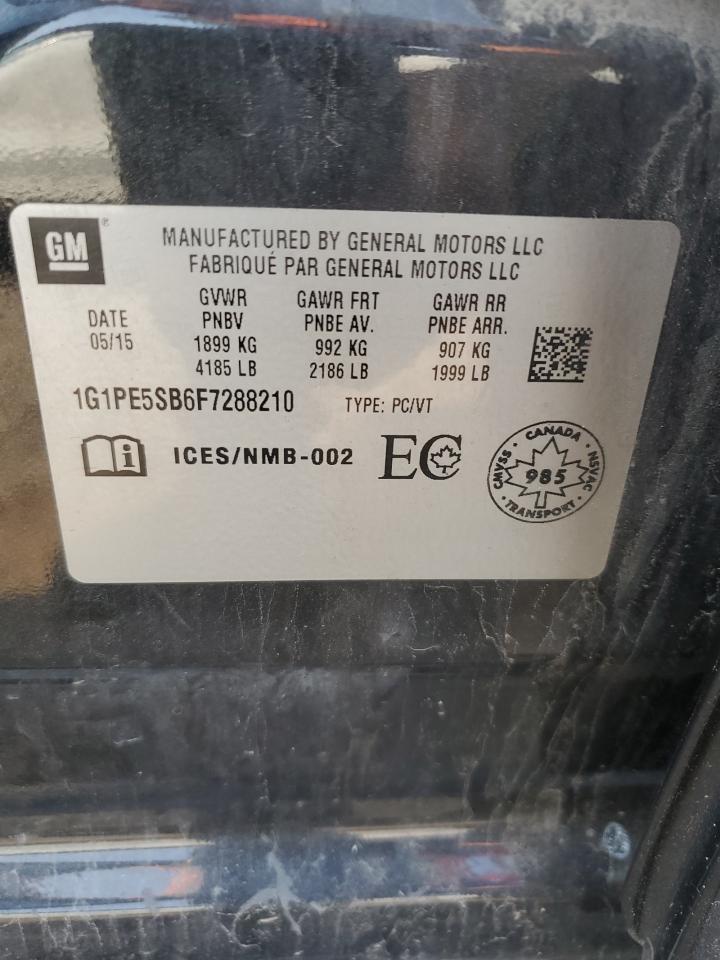 GM®
MANUFACTURED BY GENERAL MOTORS LLC
FABRIQUÉ PAR GENERAL MOTORS LLC
DATE
05/15
GVWR
PNBV
1899 KG
4185 LB
GAWR FRT
PNBE AV.
992 KG
2186 LB
GAWR RR
PNBE ARR.
907 KG
1999 LB
1G1PE5SB6F7288210 TYPE: PC/VT
i ICES/NMB-002 EC
CANADA
CMVSS 985 NSVAC
TRANSPORT